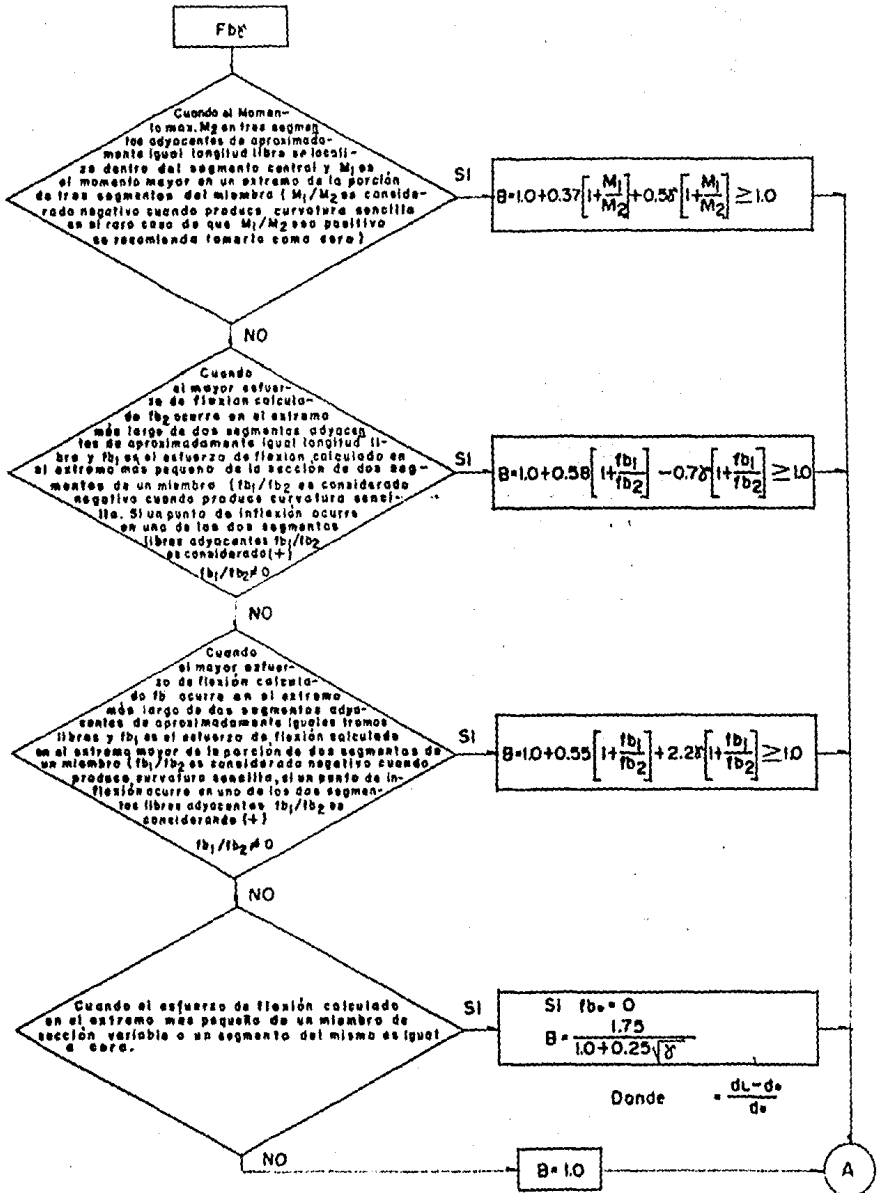 Fbγ
Cuando el Momen-
to max. M2 en tres segmen
tos adyacentes de aproximada-
mente igual longitud libre se locali-
za dentro del segmento central y M1 es
el momento mayor en un extremo de la porción
de tres segmentos del miembro ( M1/M2 es conside-
rado negativo cuando produce curvatura sencilla
en el raro caso de que M1/M2 sea positivo
se recomienda tomarlo como cero )
SI
B=1.0+0.37[1+M1/M2]+0.5γ[1+M1/M2]≥1.0
NO
Cuando
el mayor esfuer-
zo de flexión calcula-
do fb2 ocurre en el extremo
más largo de dos segmentos adyacen
tes de aproximadamente igual longitud li-
bre y fb1 es el esfuerzo de flexión calculado en
el extremo más pequeño de la sección de dos seg-
mentos de un miembro (fb1/fb2 es considerado
negativo cuando produce curvatura senci-
lla. Si un punto de inflexión ocurre
en uno de los dos segmentos
libres adyacentes fb1/fb2
es considerado(+)
fb1/fb2≠0
SI
B=1.0+0.58[1+fb1/fb2]-0.7γ[1+fb1/fb2]≥1.0
NO
Cuando
el mayor esfuer-
zo de flexión calcula-
do fb ocurre en el extremo
más largo de dos segmentos adya-
centes de aproximadamente iguales tramos
libres y fb1 es el esfuerzo de flexión calculado
en el extremo mayor de la porción de dos segmentos de
un miembro (fb1/fb2 es considerado negativo cuando
produce curvatura sencilla, si un punto de in-
flexión ocurre en uno de los dos segmen-
tos libres adyacentes fb1/fb2 es
considerando (+)
fb1/fb2≠0
SI
B=1.0+0.55[1+fb1/fb2]+2.2γ[1+fb1/fb2]≥1.0
NO
Cuando el esfuerzo de flexión calculado
en el extremo mas pequeño de un miembro de
sección variable o un segmento del mismo es igual
a cero.
SI
SI fbo = 0
B= 1.75/1.0+0.25√γ
Donde = dL-do/do
NO
B= 1.0
A